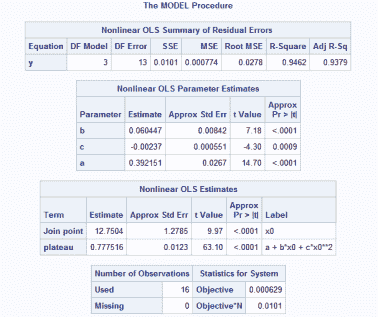 The MODEL Procedure
Nonlinear OLS Summary of Residual Errors
Equation DF Model DF Error SSE MSE Root MSE R-Square Adj R-Sq
y 3 13 0.0101 0.000774 0.0278 0.9462 0.9379
Nonlinear OLS Parameter Estimates
Parameter Estimate Approx Std Err t Value Approx Pr > |t|
b 0.060447 0.00842 7.18 <.0001
c -0.00237 0.000551 -4.30 0.0009
a 0.392151 0.0267 14.70 <.0001
Nonlinear OLS Estimates
Term Estimate Approx Std Err t Value Approx Pr > |t| Label
Join point 12.7504 1.2785 9.97 <.0001 x0
plateau 0.777516 0.0123 63.10 <.0001 a + b*x0 + c*x0**2
Number of Observations Statistics for System
Used 16 Objective 0.000629
Missing 0 Objective*N 0.0101